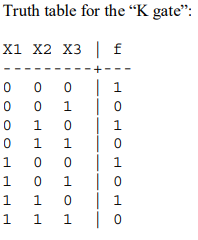 Truth table for the “K gate”:
X1 X2 X3 | f
---------+---
0 0 0 | 1
0 0 1 | 0
0 1 0 | 1
0 1 1 | 0
1 0 0 | 1
1 0 1 | 0
1 1 0 | 1
1 1 1 | 0